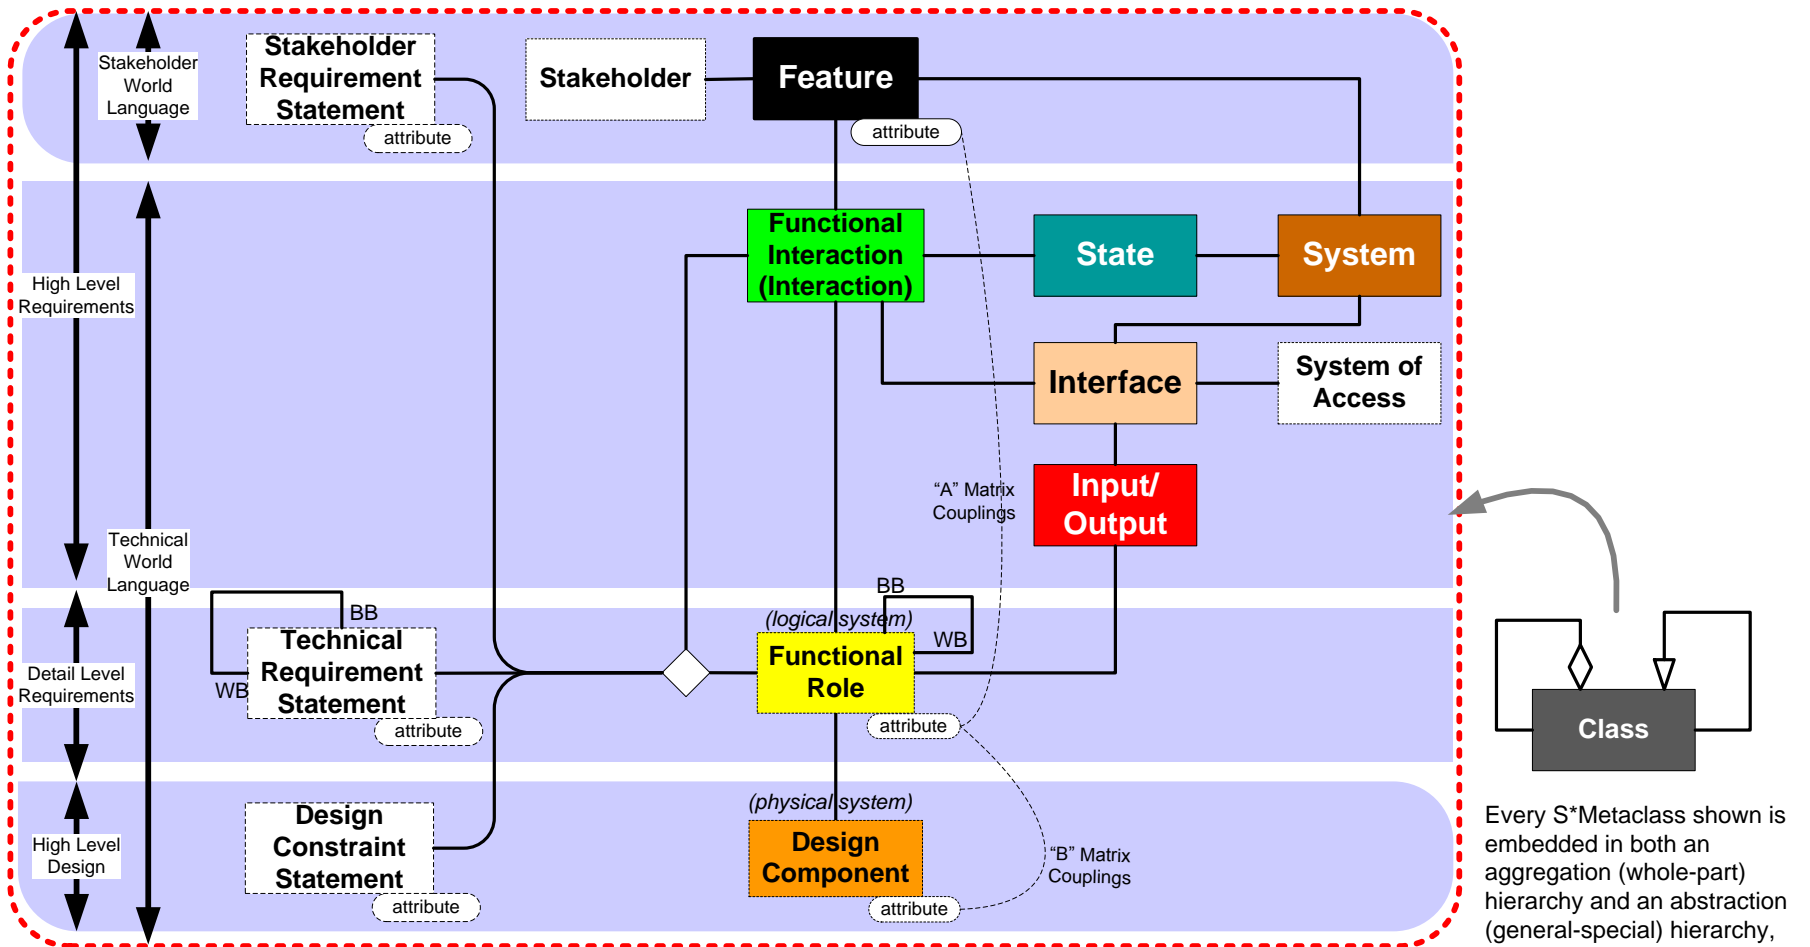 Stakeholder
World
Language
Stakeholder
Requirement
Statement
attribute
Stakeholder
Feature
attribute
High Level
Requirements
Functional
Interaction
(Interaction)
State
System
Interface
System of
Access
"A" Matrix
Couplings
Input/
Output
Technical
World
Language
BB
WB
Technical
Requirement
Statement
attribute
Detail Level
Requirements
(logical system)
BB
WB
Functional
Role
attribute
High Level
Design
Design
Constraint
Statement
attribute
(physical system)
Design
Component
attribute
"B" Matrix
Couplings
Class
Every S*Metaclass shown is
embedded in both an
aggregation (whole-part)
hierarchy and an abstraction
(general-special) hierarchy,